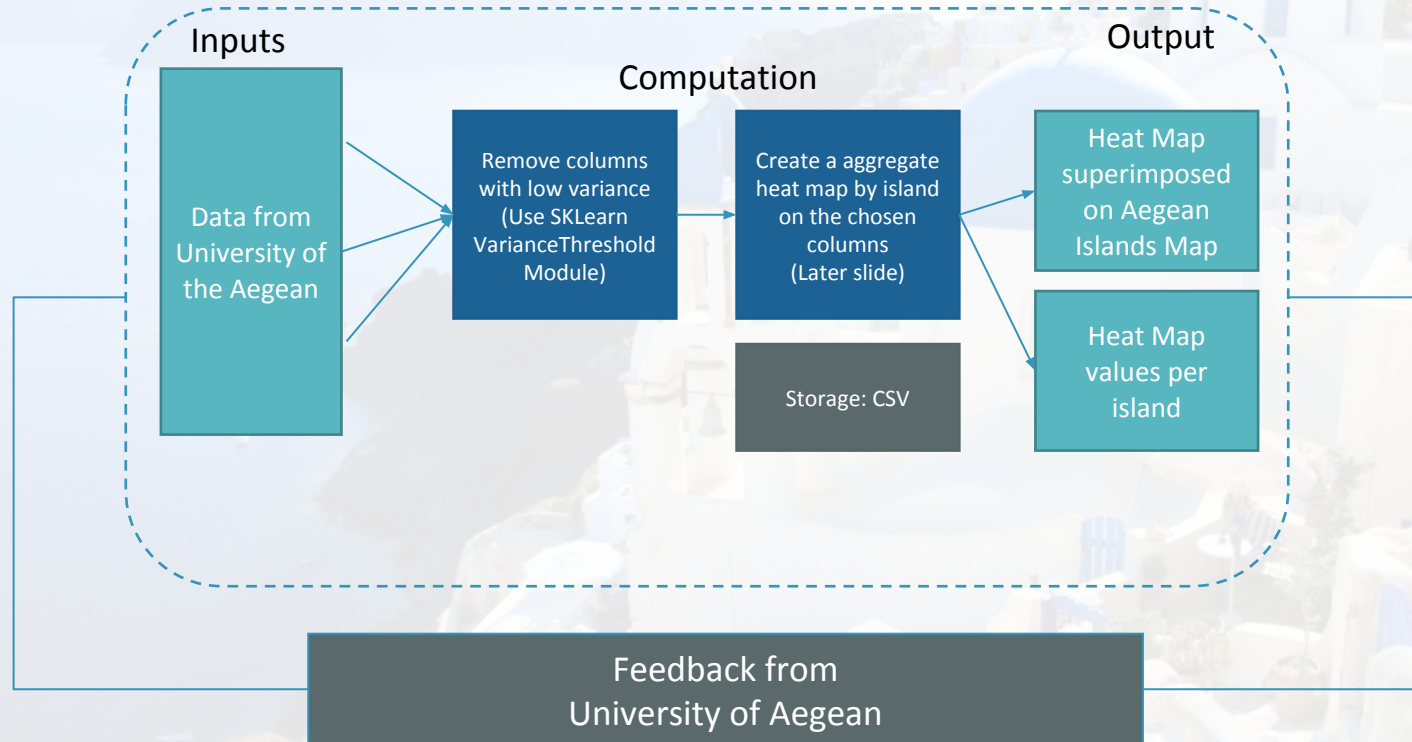 Inputs
Output
Computation
Data from
University of
the Aegean
Remove columns
with low variance
(Use SKLearn
VarianceThreshold
Module)
Create a aggregate
heat map by island
on the chosen
columns
(Later slide)
Storage: CSV
Heat Map
superimposed
on Aegean
Islands Map
Heat Map
values per
island
Feedback from
University of Aegean